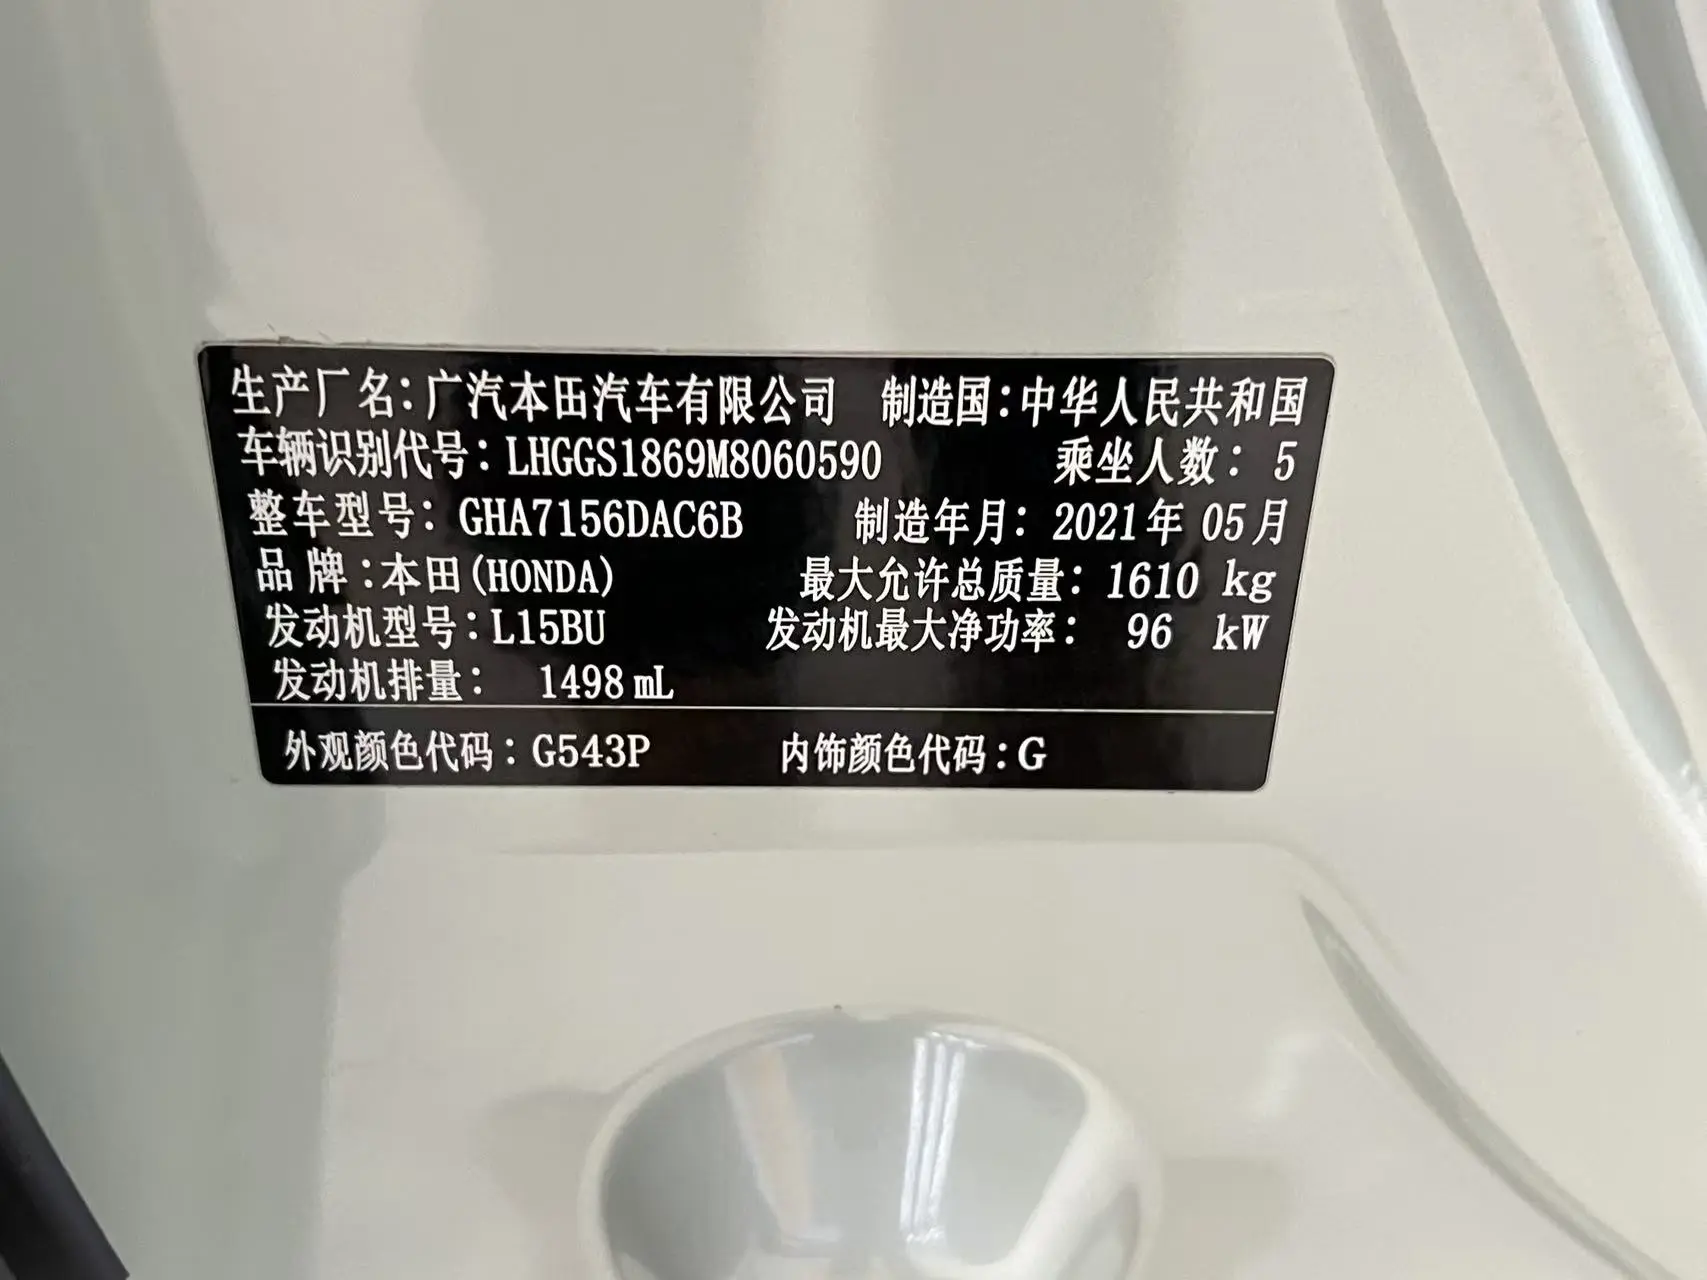 生产厂名：广汽本田汽车有限公司 制造国：中华人民共和国
车辆识别代号：LHGGS1869M8060590 乘坐人数：5
整车型号：GHA7156DAC6B 制造年月：2021年 05月
品 牌：本田(HONDA) 最大允许总质量：1610 kg
发动机型号：L15BU 发动机最大净功率： 96 kW
发动机排量： 1498 mL
外观颜色代码：G543P 内饰颜色代码：G